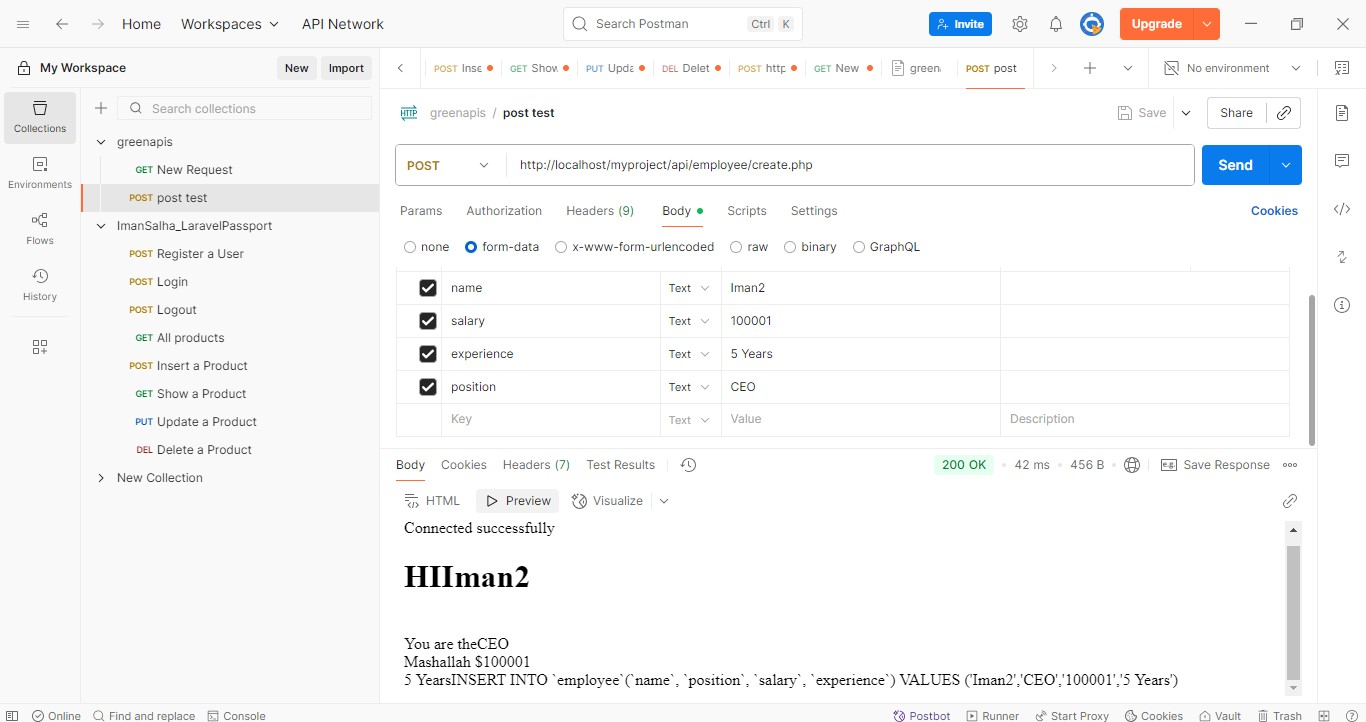 Home Workspaces API Network Search Postman Ctrl K Invite Upgrade
My Workspace New Import POST Inse GET Show PUT Upda DEL Delet POST http GET New green POST post No environment
Search collections
Collections
Environments
Flows
History
greenapis
GET New Request
POST post test
ImanSalha_LaravelPassport
POST Register a User
POST Login
POST Logout
GET All products
POST Insert a Product
GET Show a Product
PUT Update a Product
DEL Delete a Product
New Collection
HTTP greenapis / post test Save Share
POST http://localhost/myproject/api/employee/create.php Send
Params Authorization Headers (9) Body Scripts Settings Cookies
none form-data x-www-form-urlencoded raw binary GraphQL
name Text Iman2
salary Text 100001
experience Text 5 Years
position Text CEO
Key Text Value Description
Body Cookies Headers (7) Test Results 200 OK 42 ms 456 B e.g. Save Response
HTML Preview Visualize
Connected successfully
HIIman2
You are theCEO
Mashallah $100001
5 YearsINSERT INTO `employee`(`name`, `position`, `salary`, `experience`) VALUES ('Iman2','CEO','100001','5 Years')
Online Find and replace Console Postbot Runner Start Proxy Cookies Vault Trash